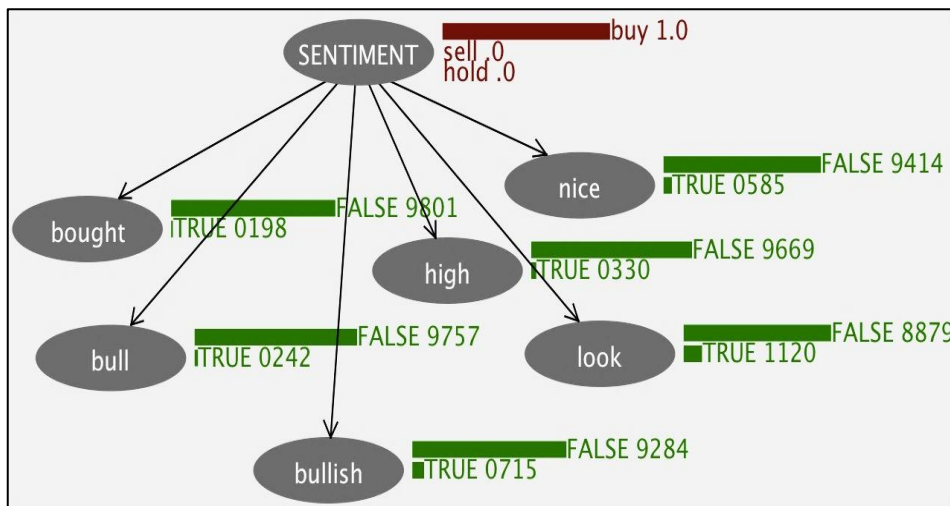 SENTIMENT
buy 1.0
sell .0
hold .0
nice
FALSE 9414
TRUE 0585
bought
FALSE 9801
TRUE 0198
high
FALSE 9669
TRUE 0330
bull
FALSE 9757
TRUE 0242
look
FALSE 8879
TRUE 1120
bullish
FALSE 9284
TRUE 0715